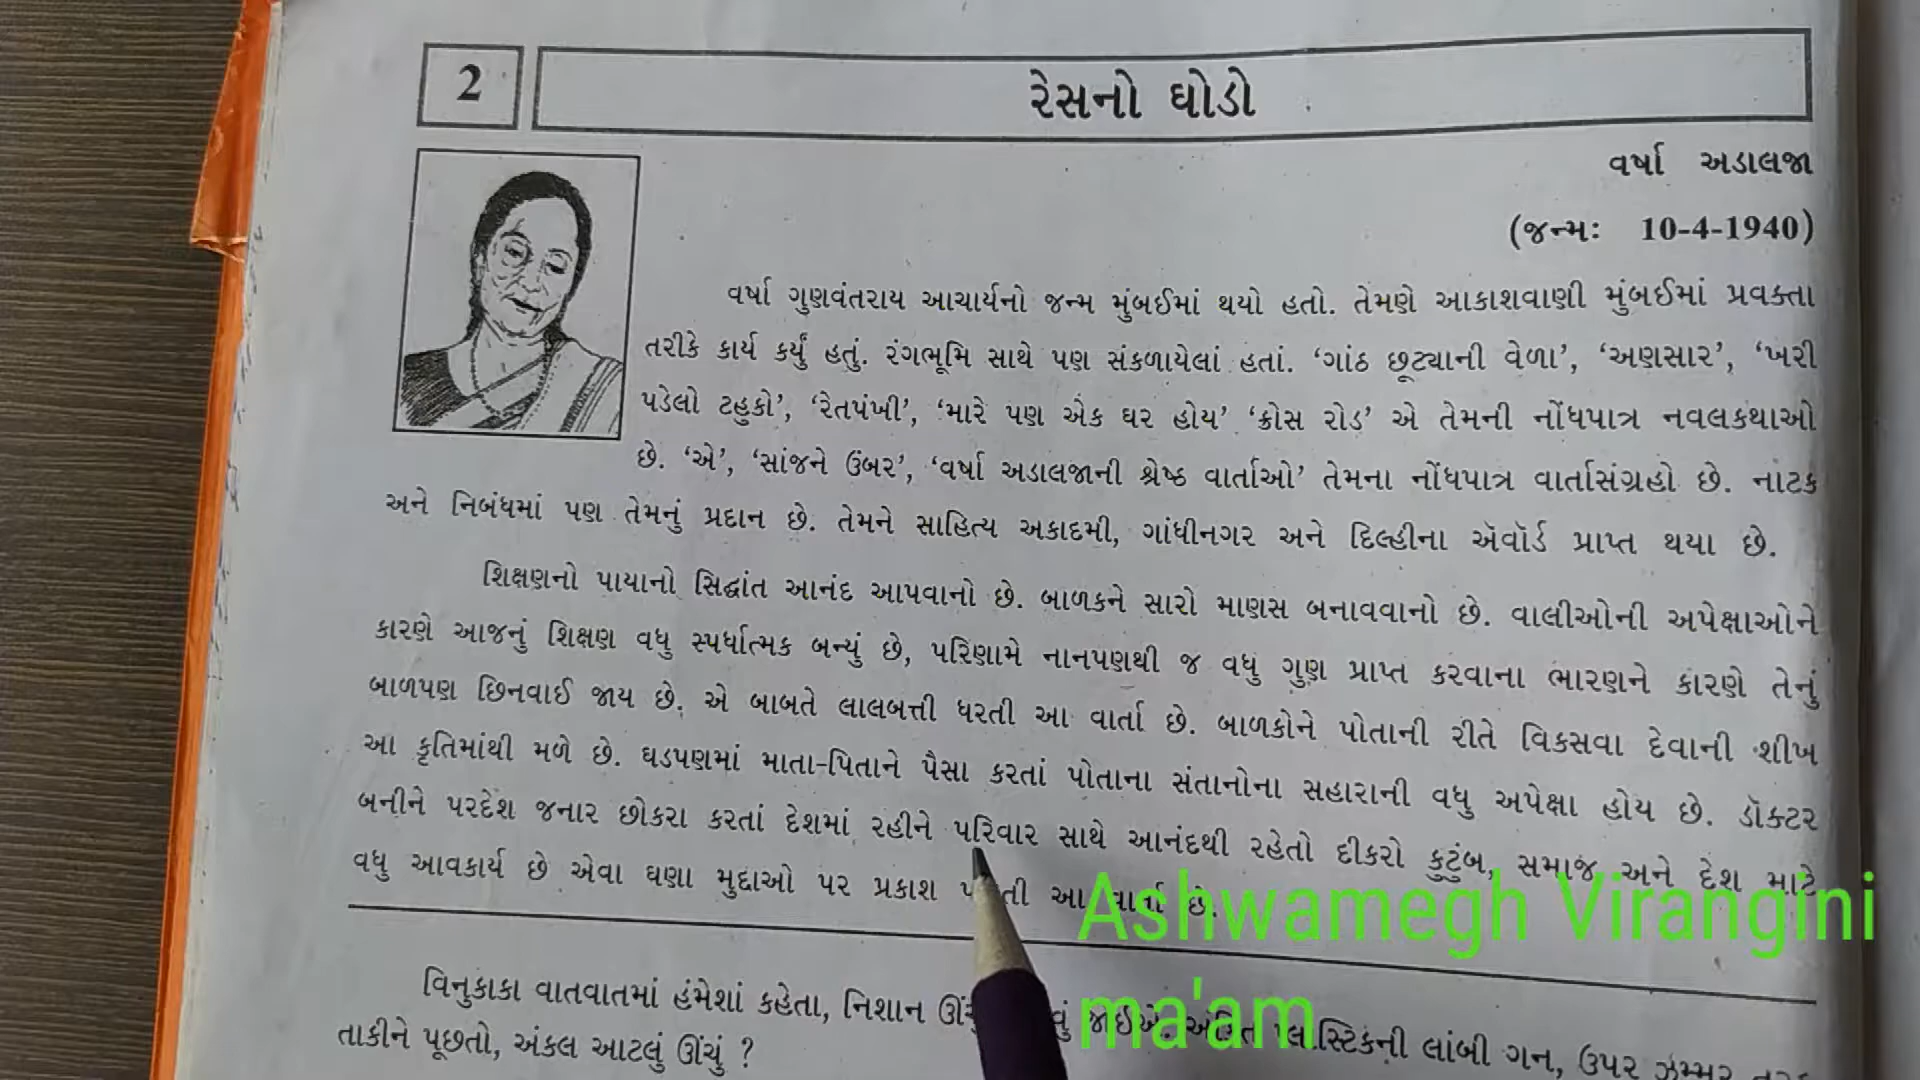 2
રેસનો ઘોડો
વર્ષા અડાલજા
(જન્મઃ 10-4-1940)
વર્ષા ગુણવંતરાય આચાર્યનો જન્મ મુંબઈમાં થયો હતો. તેમણે આકાશવાણી મુંબઈમાં પ્રવક્તા
તરીકે કાર્ય કર્યું હતું. રંગભૂમિ સાથે પણ સંકળાયેલાં હતાં. ‘ગાંઠ છૂટ્યાની વેળા’, ‘અણસાર’, ‘ખરી
પડેલો ટહુકો’, ‘રેતપંખી’, ‘મારે પણ એક ઘર હોય’ ‘ક્રોસ રોડ’ એ તેમની નોંધપાત્ર નવલકથાઓ
છે. ‘એ’, ‘સાંજને ઉંબર’, ‘વર્ષા અડાલજાની શ્રેષ્ઠ વાર્તાઓ’ તેમના નોંધપાત્ર વાર્તાસંગ્રહો છે. નાટક
અને નિબંધમાં પણ તેમનું પ્રદાન છે. તેમને સાહિત્ય અકાદમી, ગાંધીનગર અને દિલ્હીના ઍવૉર્ડ પ્રાપ્ત થયા છે.
શિક્ષણનો પાયાનો સિદ્ધાંત આનંદ આપવાનો છે. બાળકને સારો માણસ બનાવવાનો છે. વાલીઓની અપેક્ષાઓને
કારણે આજનું શિક્ષણ વધુ સ્પર્ધાત્મક બન્યું છે, પરિણામે નાનપણથી જ વધુ ગુણ પ્રાપ્ત કરવાના ભારણને કારણે તેનું
બાળપણ છિનવાઈ જાય છે. એ બાબતે લાલબત્તી ધરતી આ વાર્તા છે. બાળકોને પોતાની રીતે વિકસવા દેવાની શીખ
આ કૃતિમાંથી મળે છે. ઘડપણમાં માતા-પિતાને પૈસા કરતાં પોતાના સંતાનોના સહારાની વધુ અપેક્ષા હોય છે. ડૉક્ટર
બનીને પરદેશ જનાર છોકરા કરતાં દેશમાં રહીને પરિવાર સાથે આનંદથી રહેતો દીકરો કુટુંબ, સમાજ અને દેશ માટે
વધુ આવકાર્ય છે એવા ઘણા મુદ્દાઓ પર પ્રકાશ આ વાર્તા છે.
Ashwamegh Virangini
ma'am
વિનુકાકા વાતવાતમાં હંમેશાં કહેતા, નિશાન જોઈએ. અંકિત પ્લાસ્ટિકની લાંબી ગન, ઉપર ઝુમ્મર તરફ
તાકીને પૂછતો, અંકલ આટલું ઊંચું ?